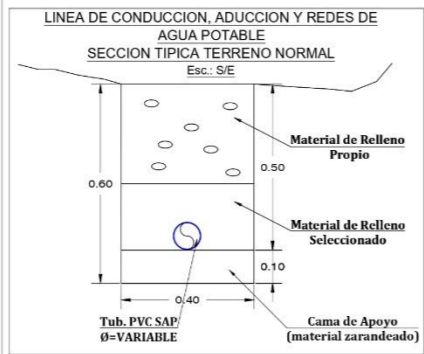 LINEA DE CONDUCCION, ADUCCION Y REDES DE
AGUA POTABLE
SECCION TIPICA TERRENO NORMAL
Esc.: S/E
Material de Relleno
Propio
0.50
0.60
Material de Relleno
Seleccionado
0.10
0.40
Tub. PVC SAP
Ø=VARIABLE
Cama de Apoyo
(material zarandeado)